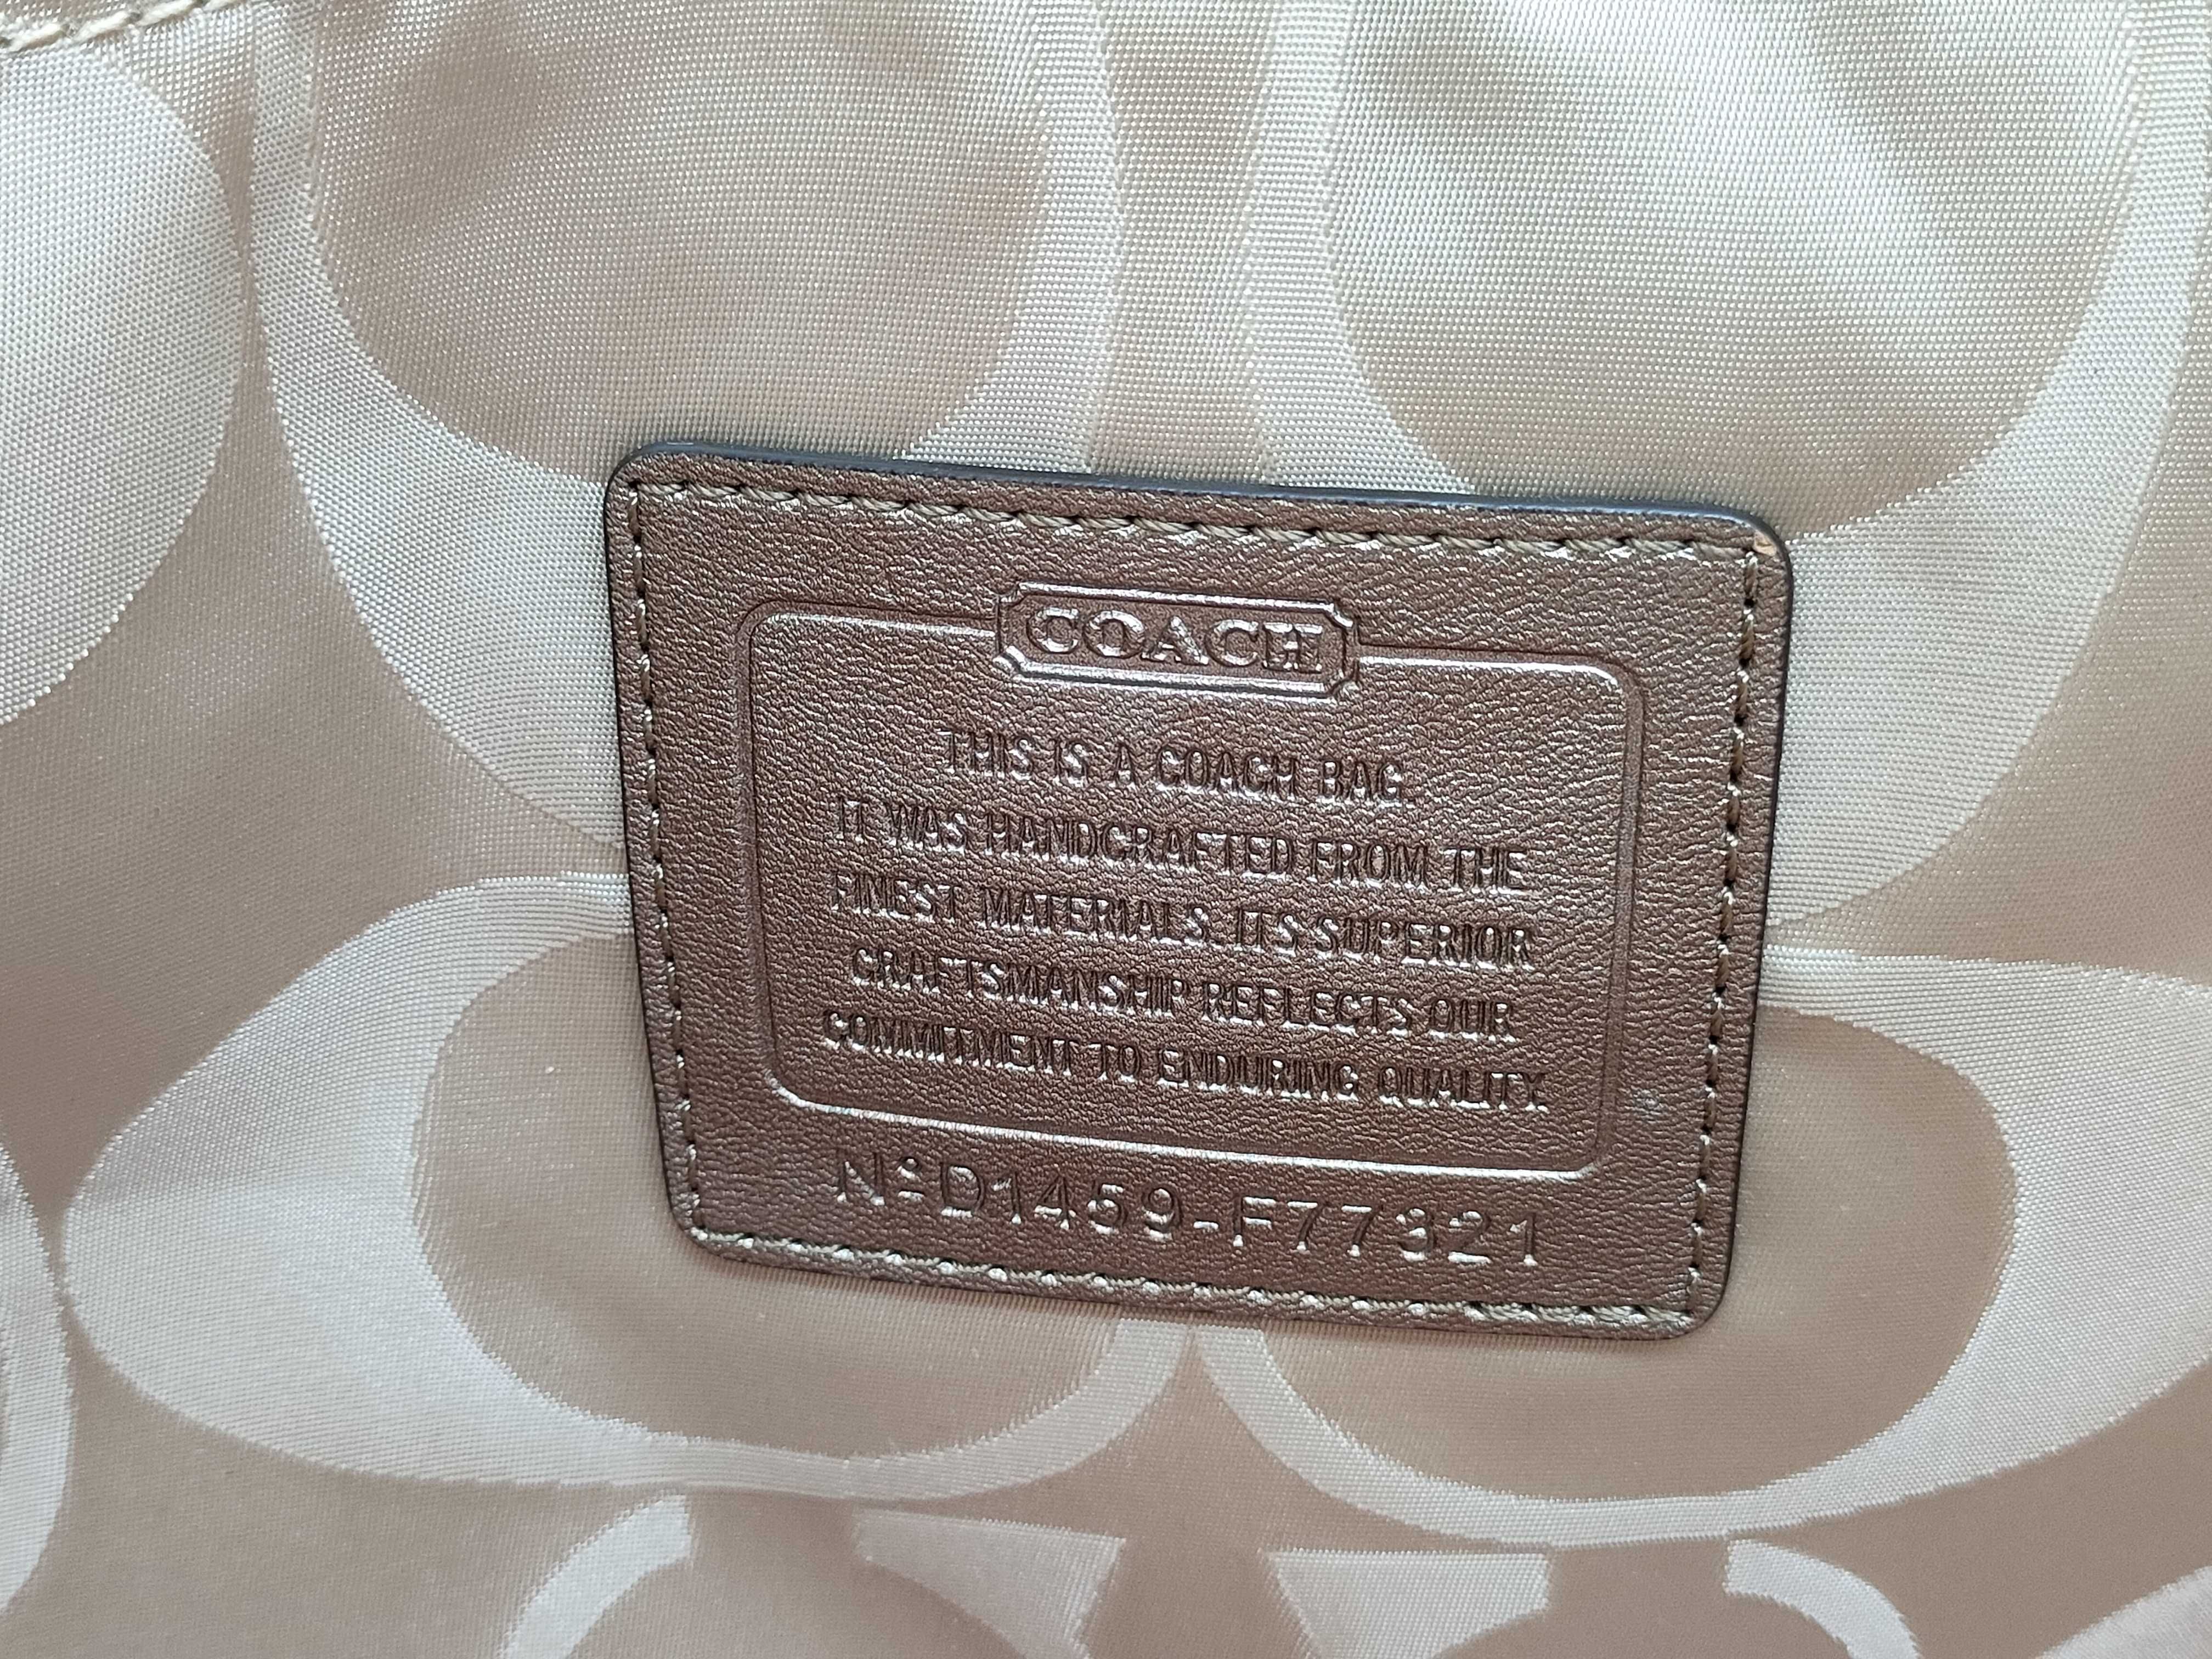 COACH
THIS IS A COACH BAG.
IT WAS HANDCRAFTED FROM THE
FINEST MATERIALS. ITS SUPERIOR
CRAFTSMANSHIP REFLECTS OUR
COMMITMENT TO ENDURING QUALITY.
Nº D1459-F77321